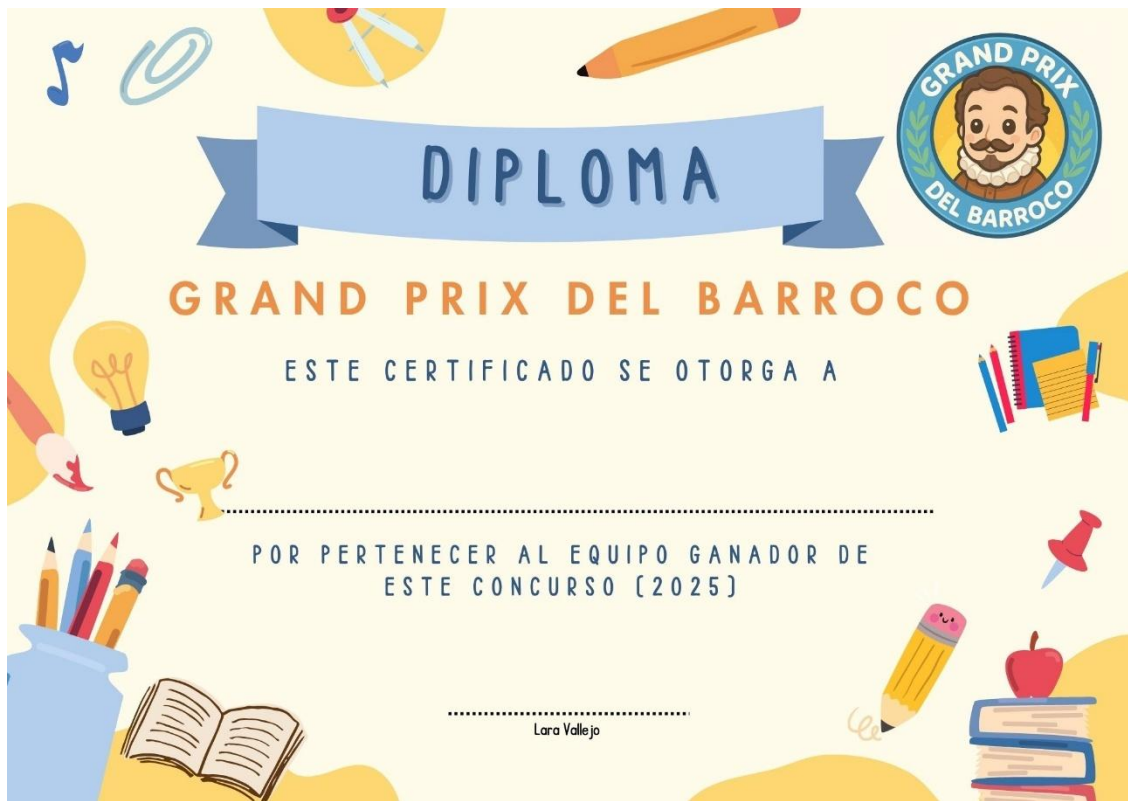 GRAND PRIX
DEL BARROCO
DIPLOMA
GRAND PRIX DEL BARROCO
ESTE CERTIFICADO SE OTORGA A
POR PERTENECER AL EQUIPO GANADOR DE
ESTE CONCURSO (2025)
Lara Vallejo